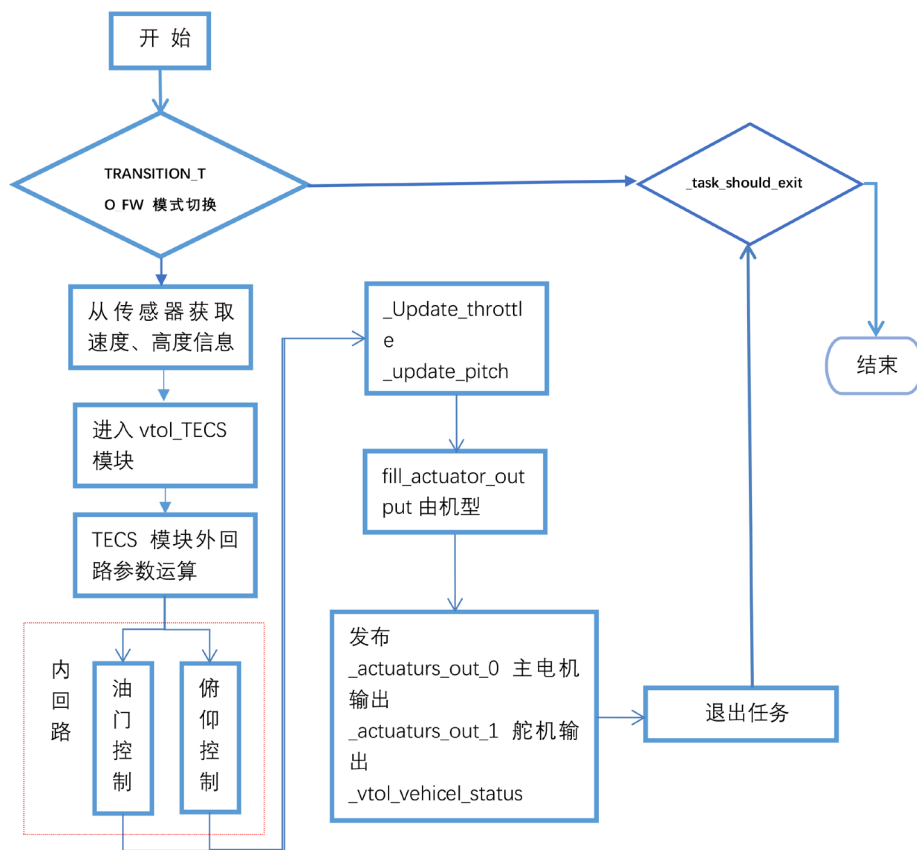 开 始
TRANSITION_T
O_FW 模式切换
_task_should_exit
从传感器获取
速度、高度信息
_Update_throttl
e
_update_pitch
结束
进入 vtol_TECS
模块
fill_actuator_out
put 由机型
TECS 模块外回
路参数运算
内
回
路
油
门
控
制
俯
仰
控
制
发布
_actuaturs_out_0 主电机
输出
_actuaturs_out_1 舵机输
出
_vtol_vehicel_status
退出任务